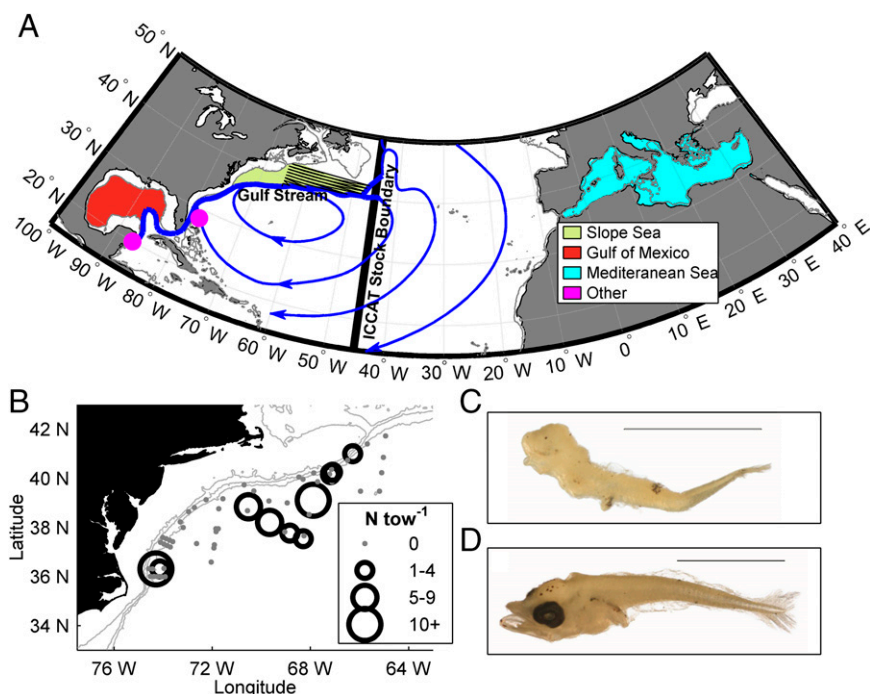 A
50° N
40° N
30° N
20° N
100° W
90° W
80° W
70° W
60° W
50° W
40° W
30° W
20° W
10° W
0°
10° E
20° E
30° E
40° E
Gulf Stream
ICCAT Stock Boundary
Slope Sea
Gulf of Mexico
Mediteranean Sea
Other
B
42 N
40 N
38 N
36 N
34 N
Latitude
76 W
72 W
68 W
64 W
Longitude
N tow⁻¹
0
1-4
5-9
10+
C
D